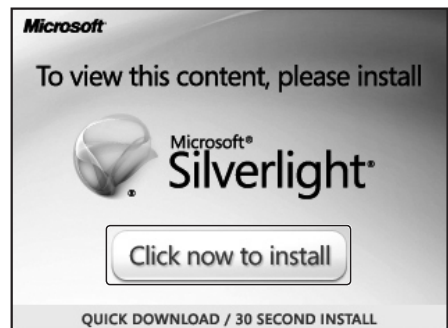 Microsoft®
To view this content, please install
Microsoft®
Silverlight®
®
Click now to install
QUICK DOWNLOAD / 30 SECOND INSTALL